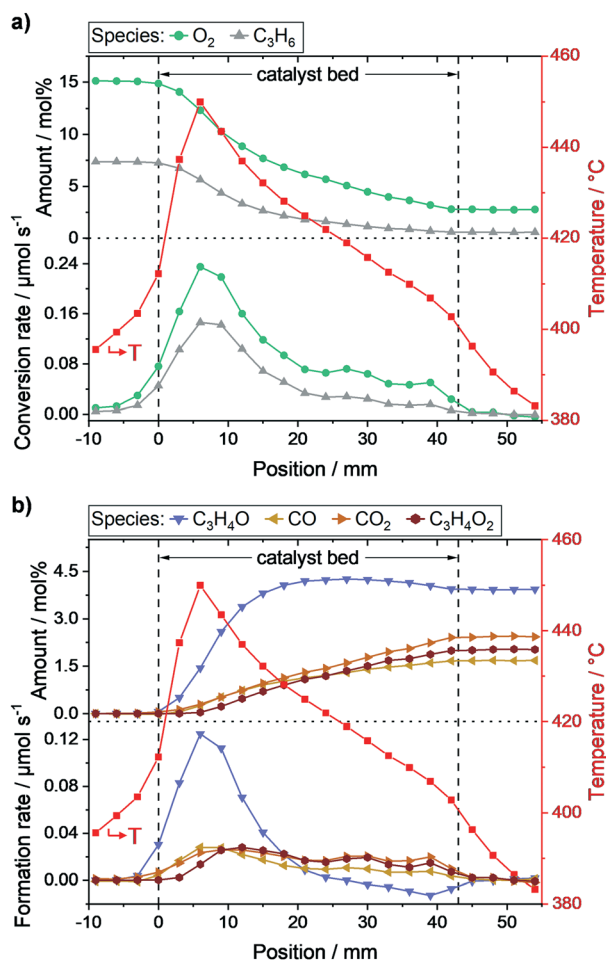 a)
Species: O₂ C₃H₆
catalyst bed
460
450
440
430
420
410
400
390
380
Temperature / °C
15
10
5
0
Amount / mol%
0.24
0.16
0.08
0.00
Conversion rate / µmol s⁻¹
T
-10 0 10 20 30 40 50
Position / mm
b)
Species: C₃H₄O CO CO₂ C₃H₄O₂
catalyst bed
460
440
420
400
380
Temperature / °C
4.5
3.0
1.5
0.0
Amount / mol%
0.12
0.08
0.04
0.00
Formation rate / µmol s⁻¹
T
-10 0 10 20 30 40 50
Position / mm